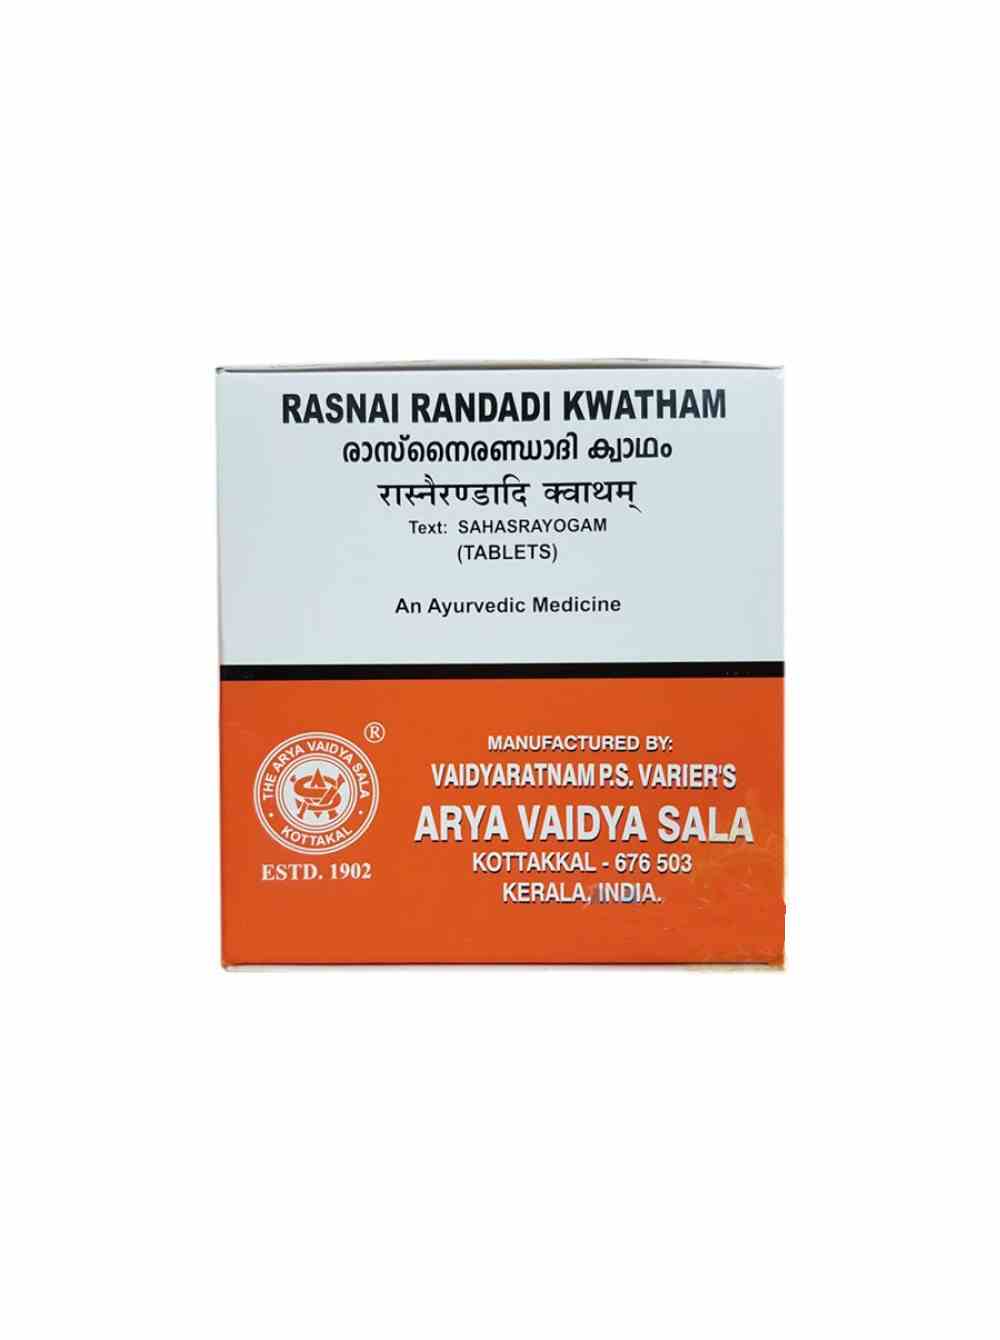 RASNAI RANDADI KWATHAM
രാസ്നൈരണ്ഡാദി ക്വാഥം
रास्नैरण्डादि क्वाथम्
Text: SAHASRAYOGAM
(TABLETS)
An Ayurvedic Medicine
®
THE ARYA VAIDYA SALA
KOTTAKAL
ESTD. 1902
MANUFACTURED BY:
VAIDYARATNAM P.S. VARIER'S
ARYA VAIDYA SALA
KOTTAKKAL - 676 503
KERALA, INDIA.